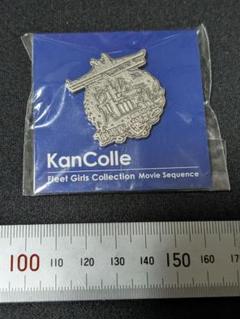 KanColle
Fleet Girls Collection Movie Sequence
100 110 120 130 140 150 160